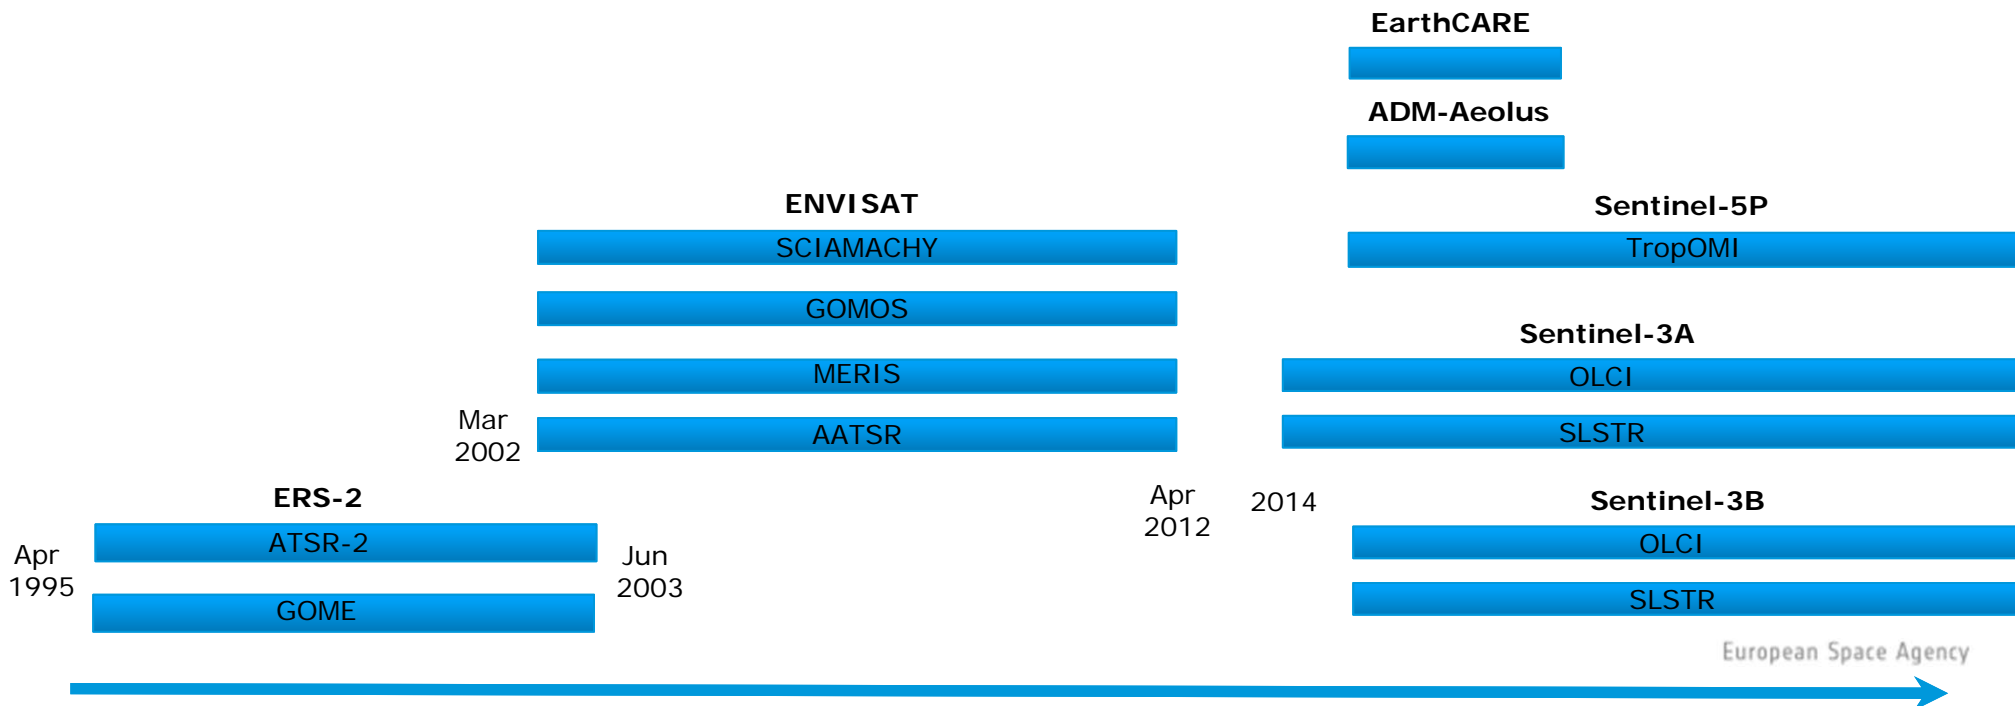 EarthCARE
ADM-Aeolus
ENVISAT
Sentinel-5P
SCIAMACHY
TropOMI
GOMOS
Sentinel-3A
MERIS
OLCI
Mar
2002
AATSR
SLSTR
ERS-2
Apr
2012
2014
Sentinel-3B
ATSR-2
OLCI
Apr
1995
Jun
2003
GOME
SLSTR
European Space Agency